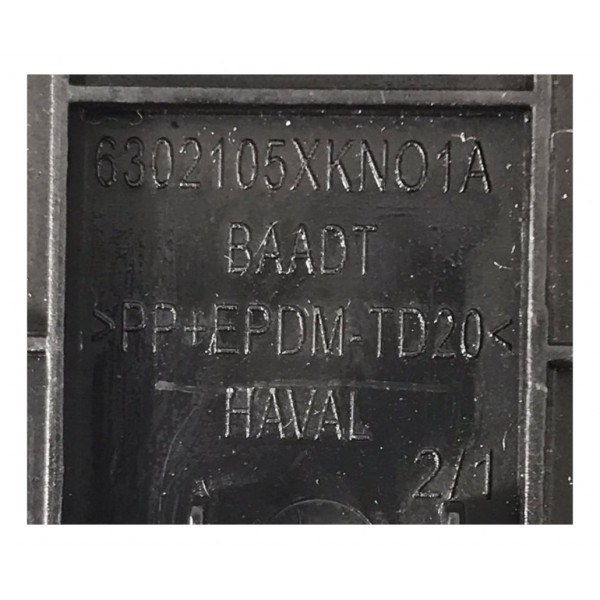 6302105XKN01A
BAADT
>PP+EPDM-TD20<
HAVAL
2/1